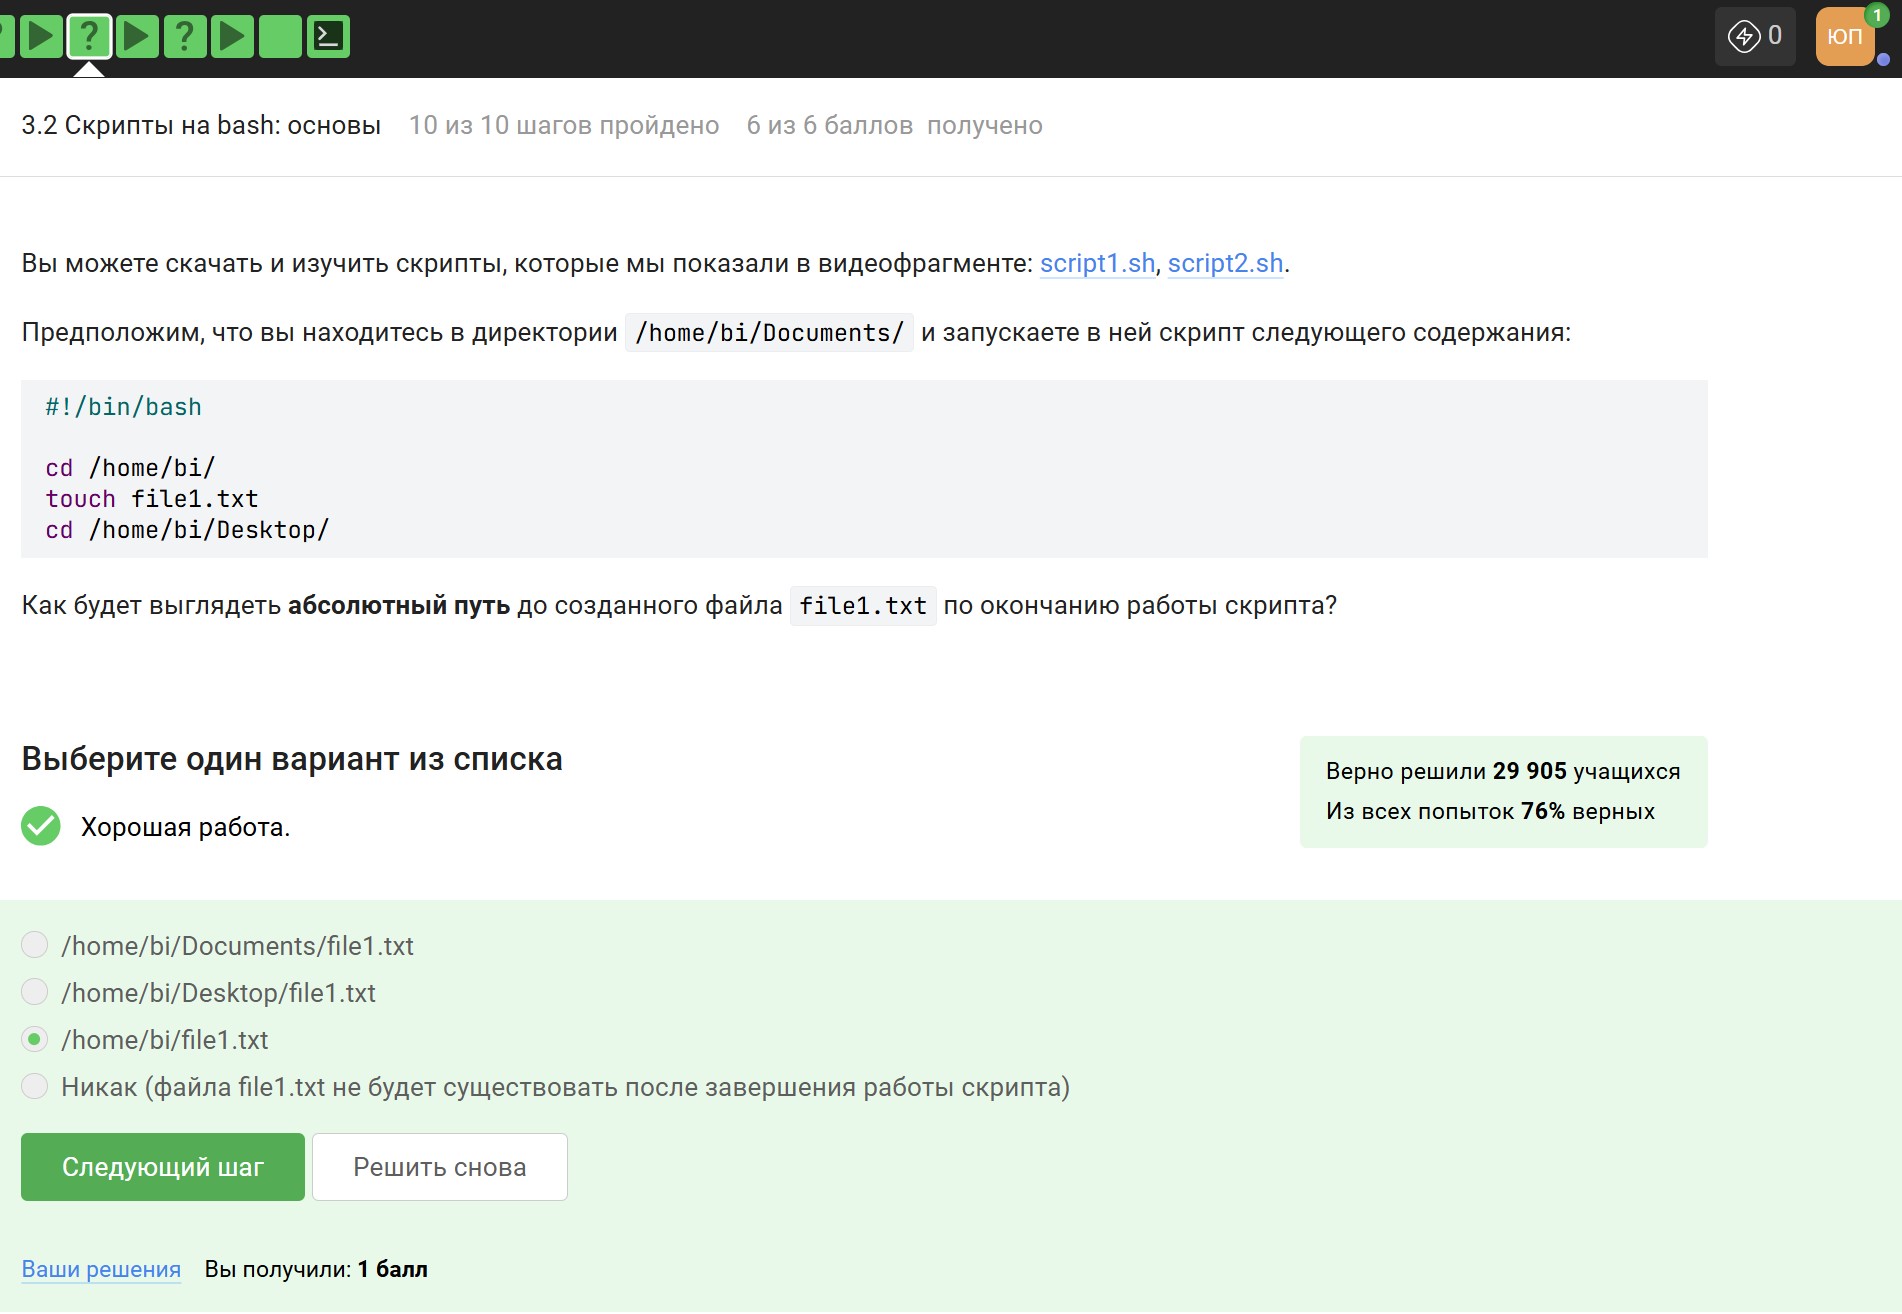 0
ЮП
1
3.2 Скрипты на bash: основы 10 из 10 шагов пройдено 6 из 6 баллов получено
Вы можете скачать и изучить скрипты, которые мы показали в видеофрагменте: script1.sh, script2.sh.
Предположим, что вы находитесь в директории /home/bi/Documents/ и запускаете в ней скрипт следующего содержания:
#!/bin/bash
cd /home/bi/
touch file1.txt
cd /home/bi/Desktop/
Как будет выглядеть абсолютный путь до созданного файла file1.txt по окончанию работы скрипта?
Выберите один вариант из списка
Верно решили 29 905 учащихся
Из всех попыток 76% верных
Хорошая работа.
/home/bi/Documents/file1.txt
/home/bi/Desktop/file1.txt
/home/bi/file1.txt
Никак (файла file1.txt не будет существовать после завершения работы скрипта)
Следующий шаг Решить снова
Ваши решения Вы получили: 1 балл